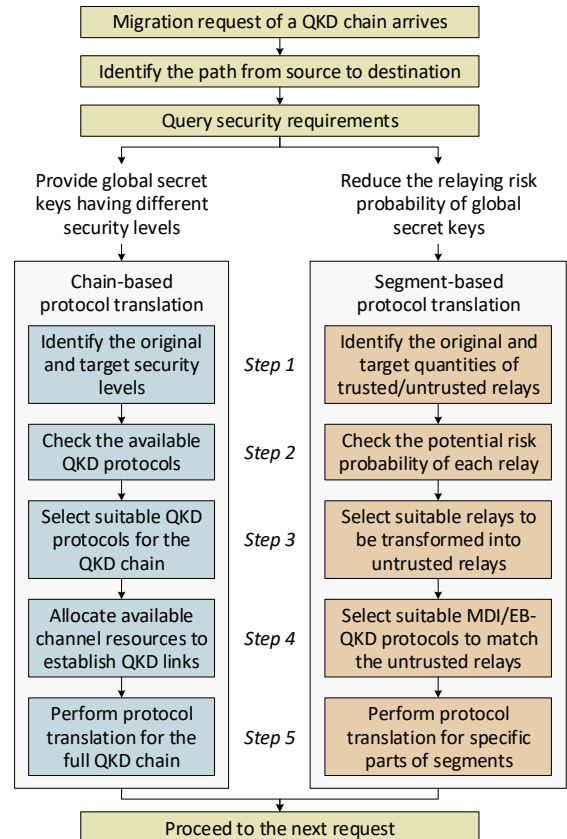 Migration request of a QKD chain arrives
Identify the path from source to destination
Query security requirements
Provide global secret
keys having different
security levels
Reduce the relaying risk
probability of global
secret keys
Chain-based
protocol translation
Segment-based
protocol translation
Identify the original
and target security
levels
Step 1
Identify the original and
target quantities of
trusted/untrusted relays
Check the available
QKD protocols
Step 2
Check the potential risk
probability of each relay
Select suitable QKD
protocols for the
QKD chain
Step 3
Select suitable relays to
be transformed into
untrusted relays
Allocate available
channel resources to
establish QKD links
Step 4
Select suitable MDI/EB-
QKD protocols to match
the untrusted relays
Perform protocol
translation for the
full QKD chain
Step 5
Perform protocol
translation for specific
parts of segments
Proceed to the next request